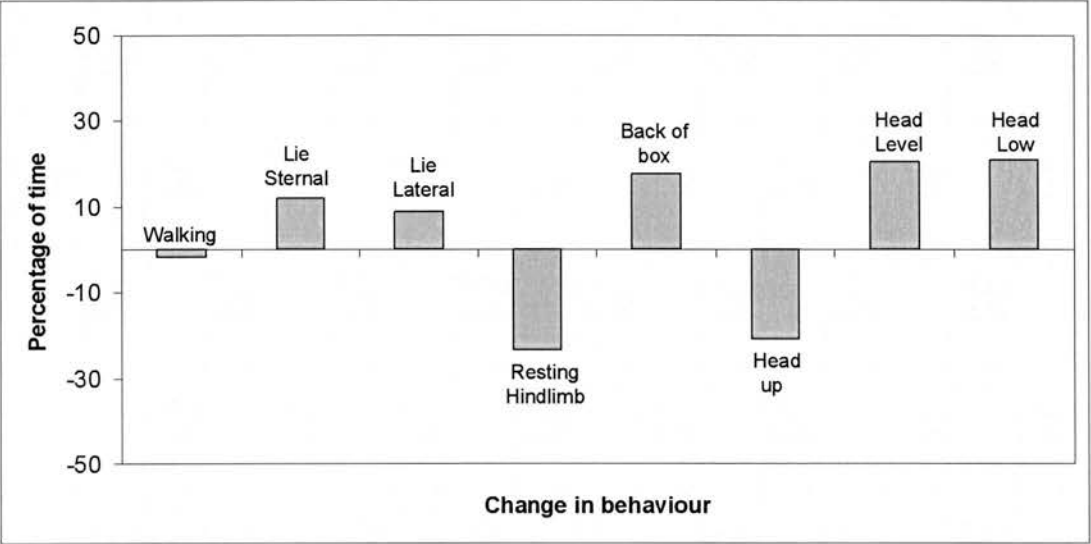 50
30
10
-10
-30
-50
Percentage of time
Walking
Lie
Sternal
Lie
Lateral
Resting
Hindlimb
Back of
box
Head
up
Head
Level
Head
Low
Change in behaviour